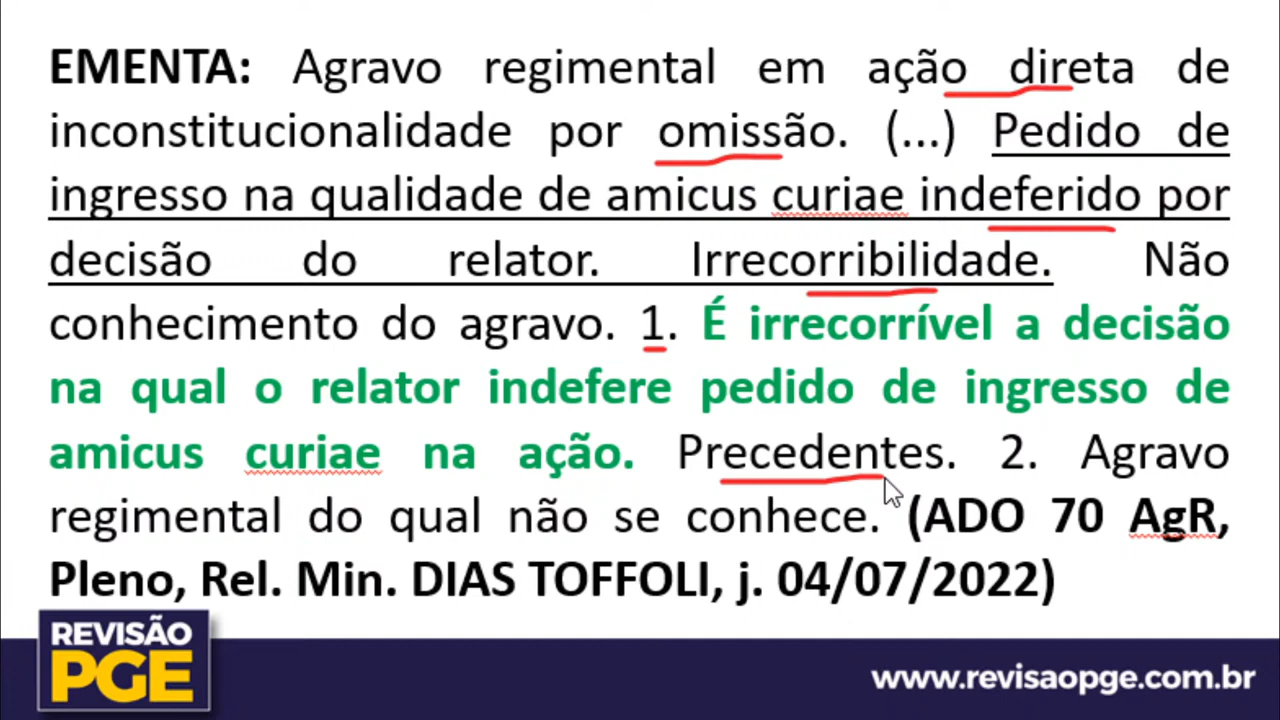 EMENTA: Agravo regimental em ação direta de
inconstitucionalidade por omissão. (...) Pedido de
ingresso na qualidade de amicus curiae indeferido por
decisão do relator. Irrecorribilidade. Não
conhecimento do agravo. 1. É irrecorrível a decisão
na qual o relator indefere pedido de ingresso de
amicus curiae na ação. Precedentes. 2. Agravo
regimental do qual não se conhece. (ADO 70 AgR,
Pleno, Rel. Min. DIAS TOFFOLI, j. 04/07/2022)
REVISÃO
PGE
www.revisaopge.com.br